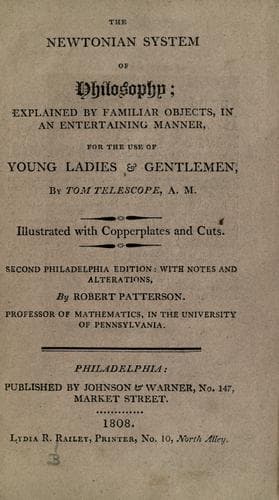 THE
NEWTONIAN SYSTEM
OF
Philosophy;
EXPLAINED BY FAMILIAR OBJECTS, IN
AN ENTERTAINING MANNER,
FOR THE USE OF
YOUNG LADIES & GENTLEMEN,
By TOM TELESCOPE, A. M.
Illustrated with Copperplates and Cuts.
SECOND PHILADELPHIA EDITION: WITH NOTES AND
ALTERATIONS,
By ROBERT PATTERSON.
PROFESSOR OF MATHEMATICS, IN THE UNIVERSITY
OF PENNSYLVANIA.
PHILADELPHIA:
PUBLISHED BY JOHNSON & WARNER, No. 147,
MARKET STREET.
1808.
LYDIA R. RAILEY, PRINTER, No. 10, North Alley.
3